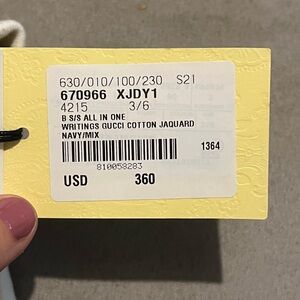 630/010/100/230 S21
670966 XJDY1
4215 3/6
B S/S ALL IN ONE
WRITINGS GUCCI COTTON JAQUARD
NAVY/MIX
1364
810058283
USD 360